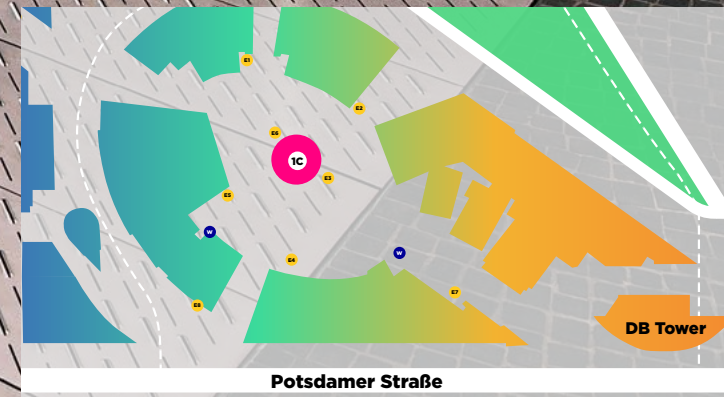 E1
E2
E6
1C
E3
E5
W
E4
W
E7
E8
DB Tower
Potsdamer Straße